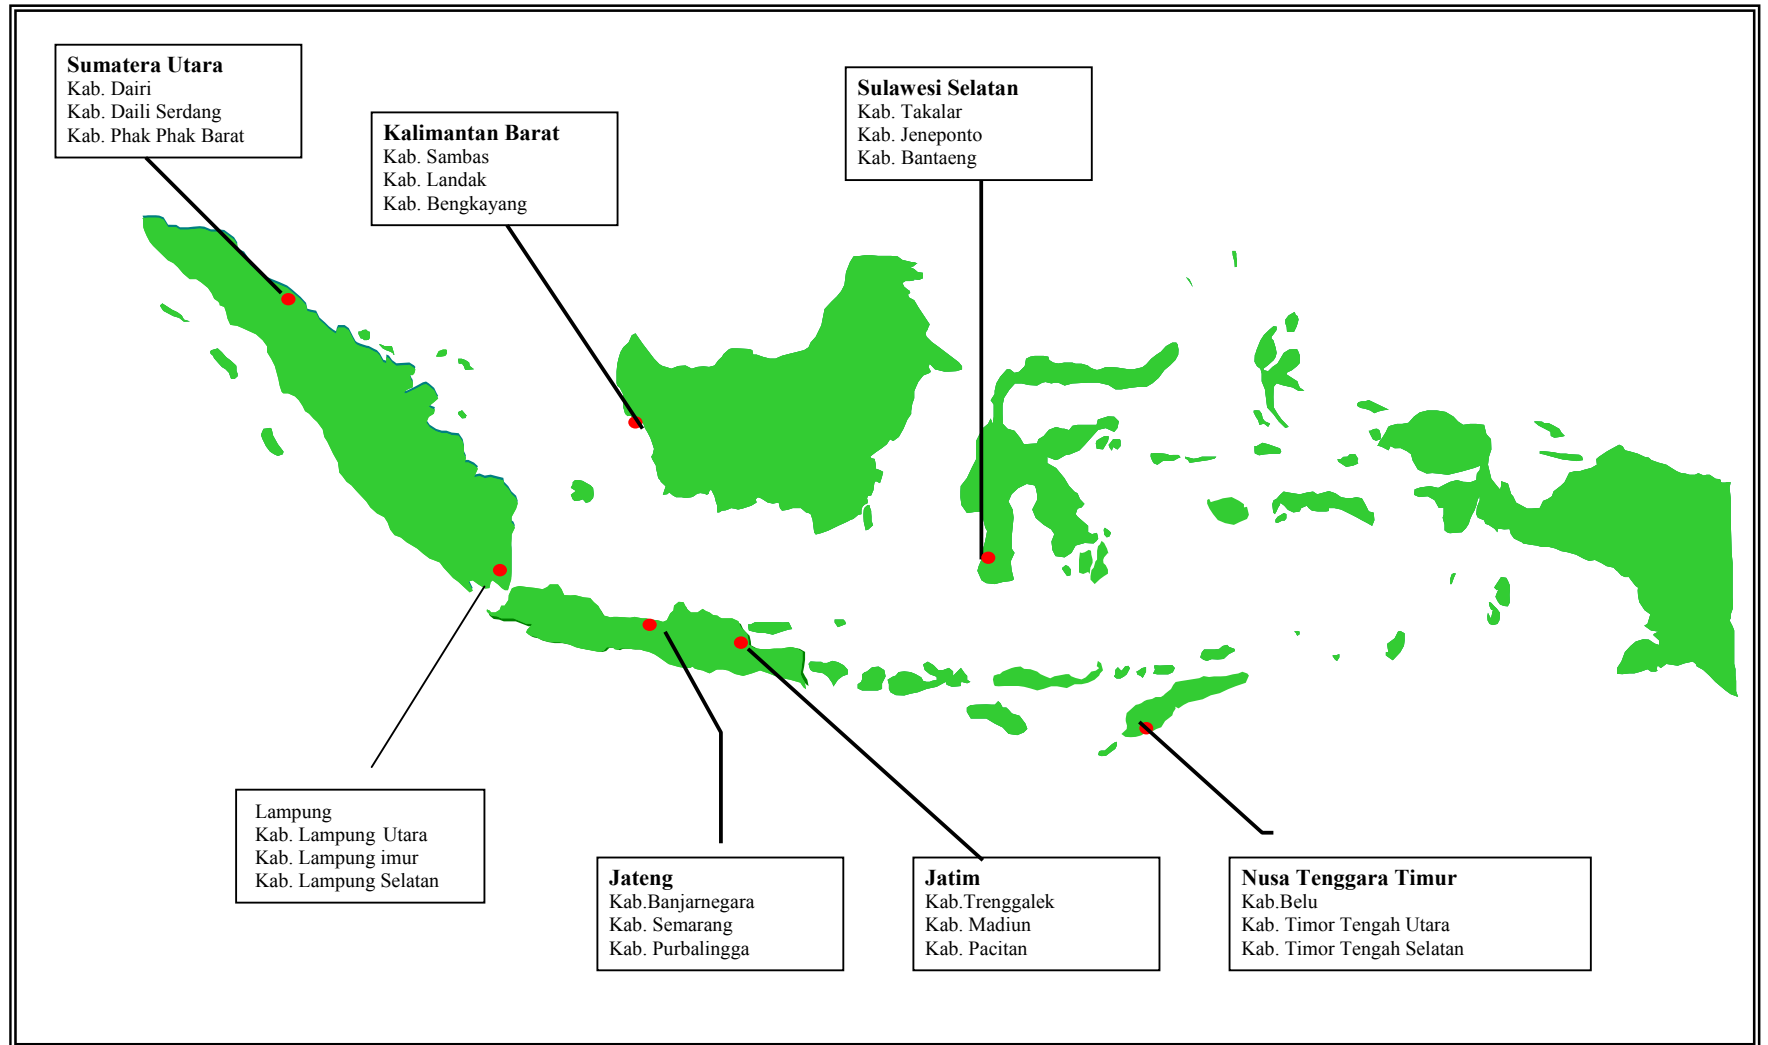 Sumatera Utara
Kab. Dairi
Kab. Daili Serdang
Kab. Phak Phak Barat
Kalimantan Barat
Kab. Sambas
Kab. Landak
Kab. Bengkayang
Sulawesi Selatan
Kab. Takalar
Kab. Jeneponto
Kab. Bantaeng
Lampung
Kab. Lampung Utara
Kab. Lampung imur
Kab. Lampung Selatan
Jateng
Kab.Banjarnegara
Kab. Semarang
Kab. Purbalingga
Jatim
Kab.Trenggalek
Kab. Madiun
Kab. Pacitan
Nusa Tenggara Timur
Kab.Belu
Kab. Timor Tengah Utara
Kab. Timor Tengah Selatan